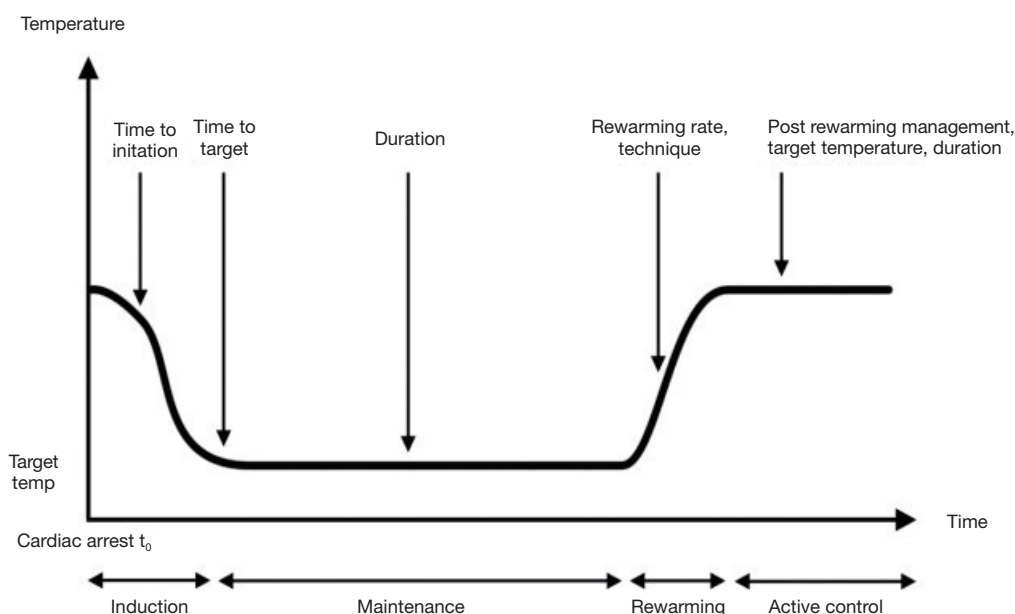 Temperature
Time to
initation
Time to
target
Duration
Rewarming rate,
technique
Post rewarming management,
target temperature, duration
Target
temp
Time
Cardiac arrest t₀
Induction
Maintenance
Rewarming
Active control